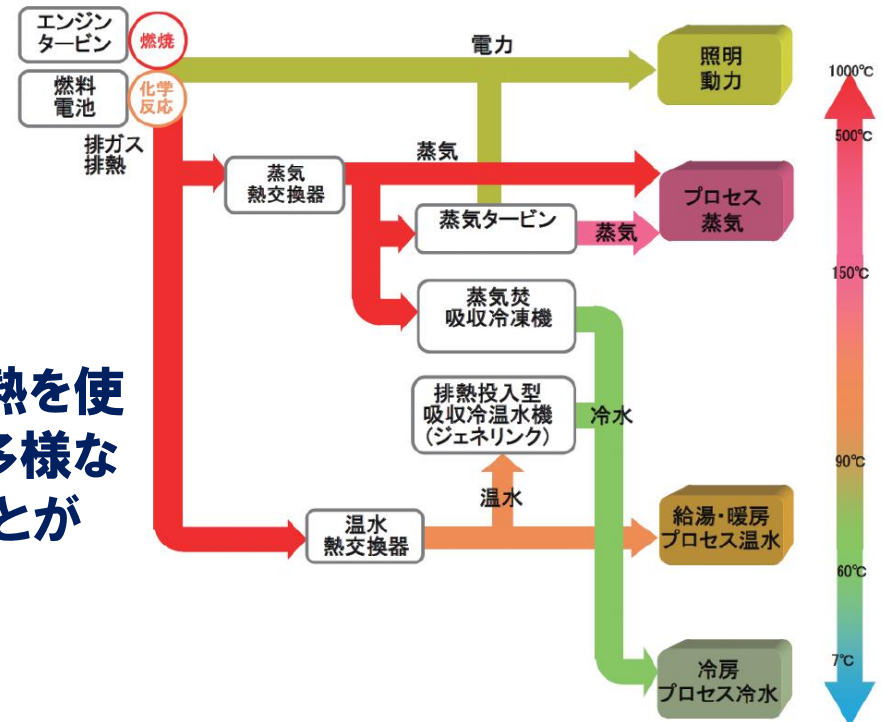 エンジン
タービン
燃焼
燃料
電池
化学
反応
電力
照明
動力
1000℃
500℃
排ガス
排熱
蒸気
熱交換器
蒸気
プロセス
蒸気
蒸気タービン
蒸気
150℃
蒸気焚
吸収冷凍機
熱を使
多様な
とが
排熱投入型
吸収冷温水機
(ジェネリンク)
冷水
90℃
温水
温水
熱交換器
給湯・暖房
プロセス温水
60℃
7℃
冷房
プロセス冷水